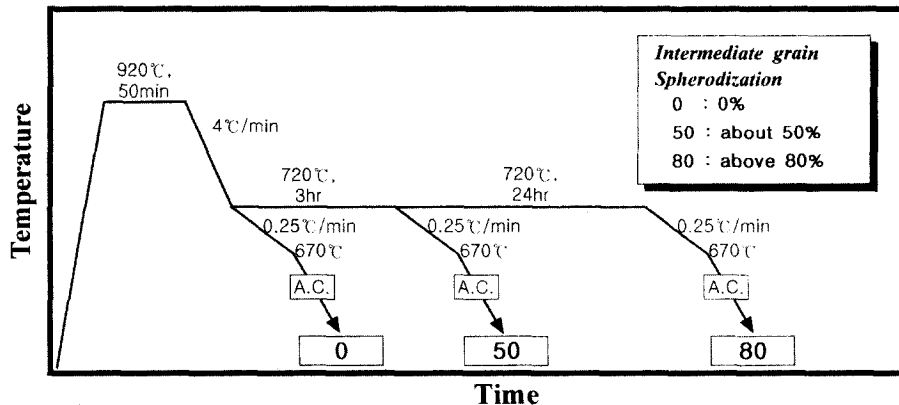 Temperature
920℃,
50min
4℃/min
720℃,
3hr
720℃,
24hr
0.25℃/min
670℃
A.C.
0
0.25℃/min
670℃
A.C.
50
0.25℃/min
670℃
A.C.
80
Intermediate grain
Spherodization
0 : 0%
50 : about 50%
80 : above 80%
Time